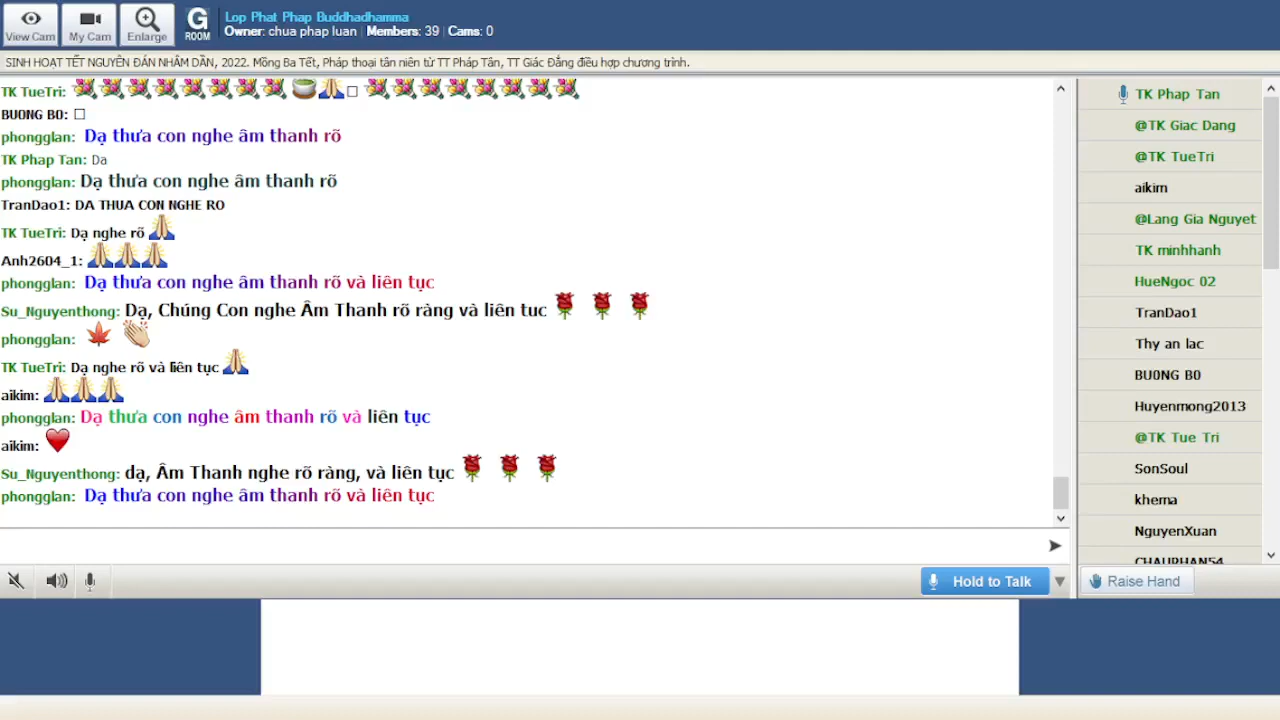 View Cam
My Cam
Enlarge
G
ROOM
Lop Phat Phap Buddhadhamma
Owner: chua phap luan | Members: 39 | Cams: 0
SINH HOẠT TẾT NGUYÊN ĐÁN NHÂM DẦN, 2022. Mồng Ba Tết, Pháp thoại tân niên từ TT Pháp Tân, TT Giác Đẳng điều hợp chương trình.
TK TueTri:
BU0NG B0:
phongglan: Dạ thưa con nghe âm thanh rõ
TK Phap Tan: Da
phongglan: Dạ thưa con nghe âm thanh rõ
TranDao1: DA THUA CON NGHE RO
TK TueTri: Dạ nghe rõ
Anh2604_1:
phongglan: Dạ thưa con nghe âm thanh rõ và liên tục
Su_Nguyenthong: Dạ, Chúng Con nghe Âm Thanh rõ ràng và liên tuc
phongglan:
TK TueTri: Dạ nghe rõ và liên tục
aikim:
phongglan: Dạ thưa con nghe âm thanh rõ và liên tục
aikim:
Su_Nguyenthong: dạ, Âm Thanh nghe rõ ràng, và liên tục
phongglan: Dạ thưa con nghe âm thanh rõ và liên tục
Hold to Talk
TK Phap Tan
@TK Giac Dang
@TK TueTri
aikim
@Lang Gia Nguyet
TK minhhanh
HueNgoc 02
TranDao1
Thy an lac
BU0NG B0
Huyenmong2013
@TK Tue Tri
SonSoul
khema
NguyenXuan
CHAUPHAN54
Raise Hand